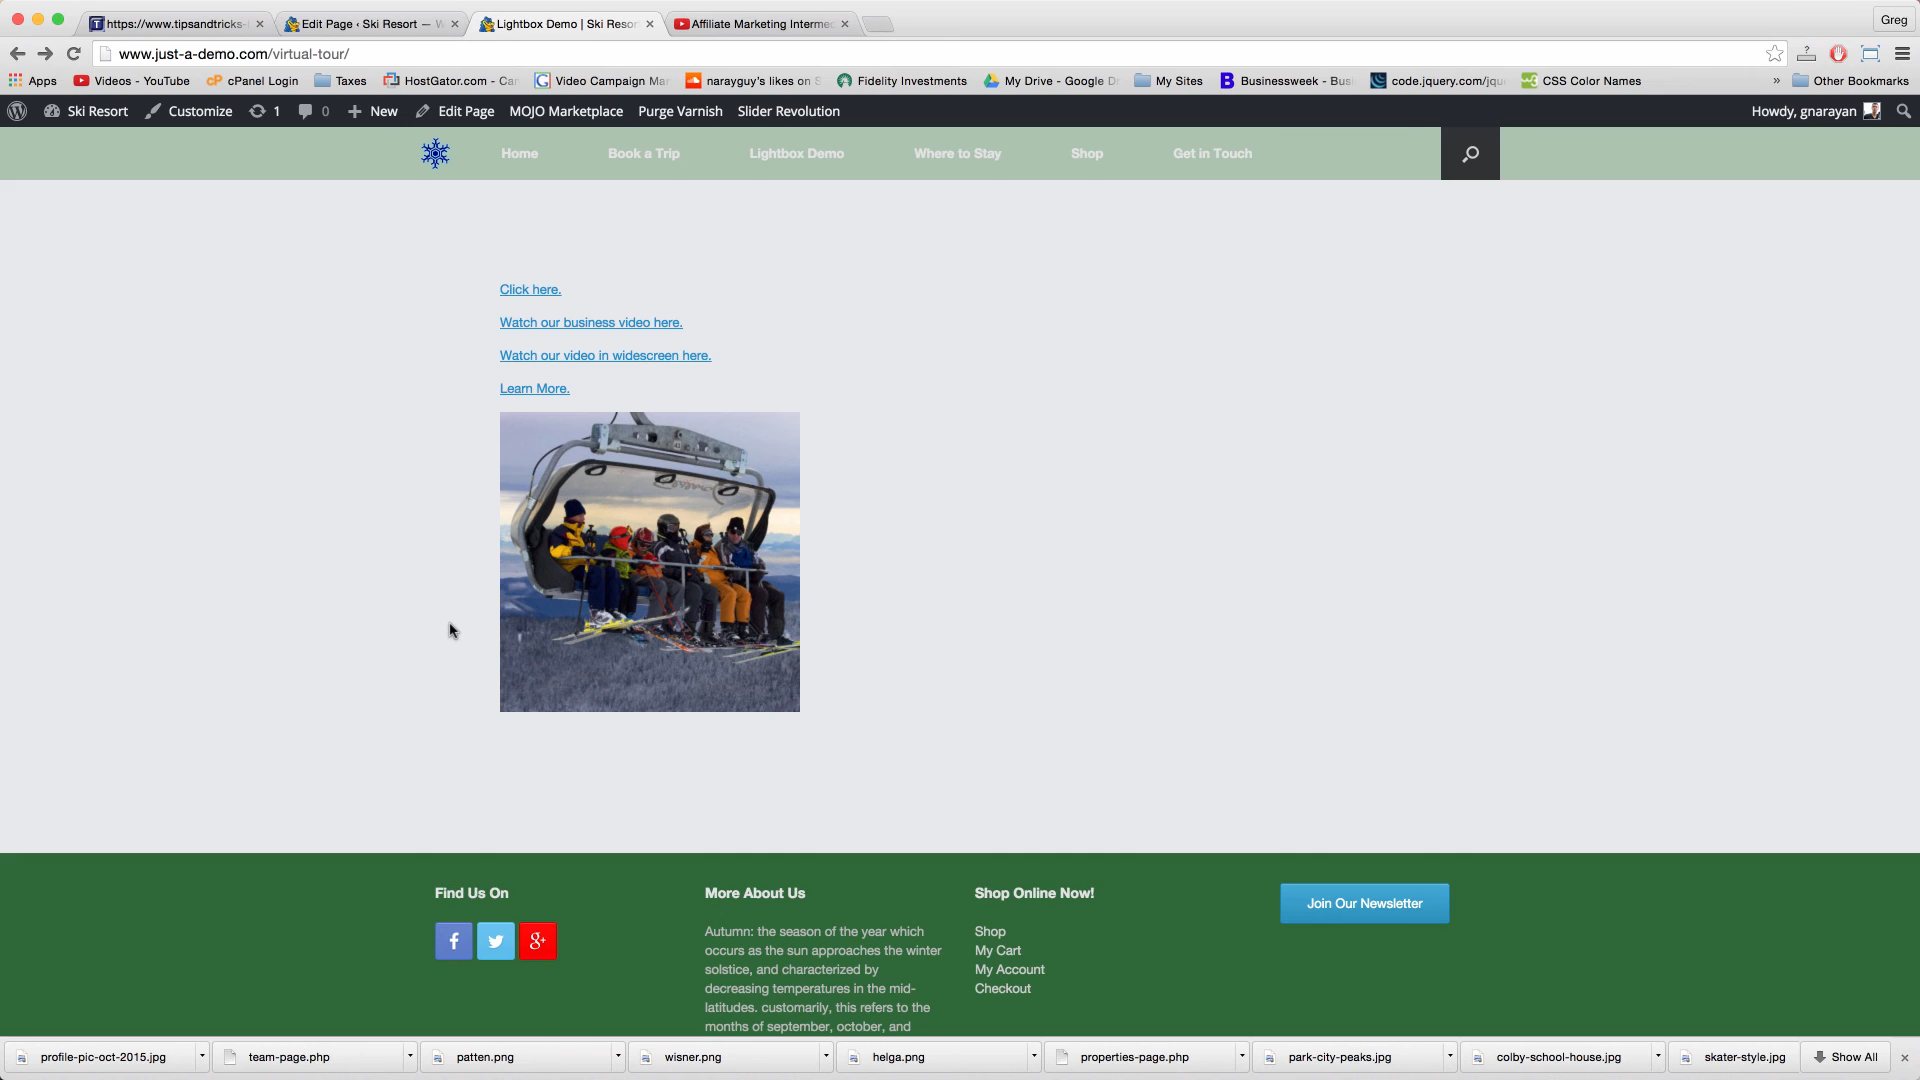 https://www.tipsandtricks-
Edit Page ‹ Ski Resort — W
Lightbox Demo | Ski Resor
Affiliate Marketing Intermed
Greg
www.just-a-demo.com/virtual-tour/
Apps
Videos - YouTube
cPanel Login
Taxes
HostGator.com - Can
Video Campaign Man
narayguy's likes on S
Fidelity Investments
My Drive - Google Dr
My Sites
Businessweek - Busi
code.jquery.com/jqu
CSS Color Names
»
Other Bookmarks
Ski Resort
Customize
1
0
New
Edit Page
MOJO Marketplace
Purge Varnish
Slider Revolution
Howdy, gnarayan
Home
Book a Trip
Lightbox Demo
Where to Stay
Shop
Get in Touch
Click here.
Watch our business video here.
Watch our video in widescreen here.
Learn More.
Find Us On
More About Us
Shop Online Now!
Join Our Newsletter
Autumn: the season of the year which
occurs as the sun approaches the winter
solstice, and characterized by
decreasing temperatures in the mid-
latitudes. customarily, this refers to the
months of september, october, and
Shop
My Cart
My Account
Checkout
profile-pic-oct-2015.jpg
team-page.php
patten.png
wisner.png
helga.png
properties-page.php
park-city-peaks.jpg
colby-school-house.jpg
skater-style.jpg
Show All